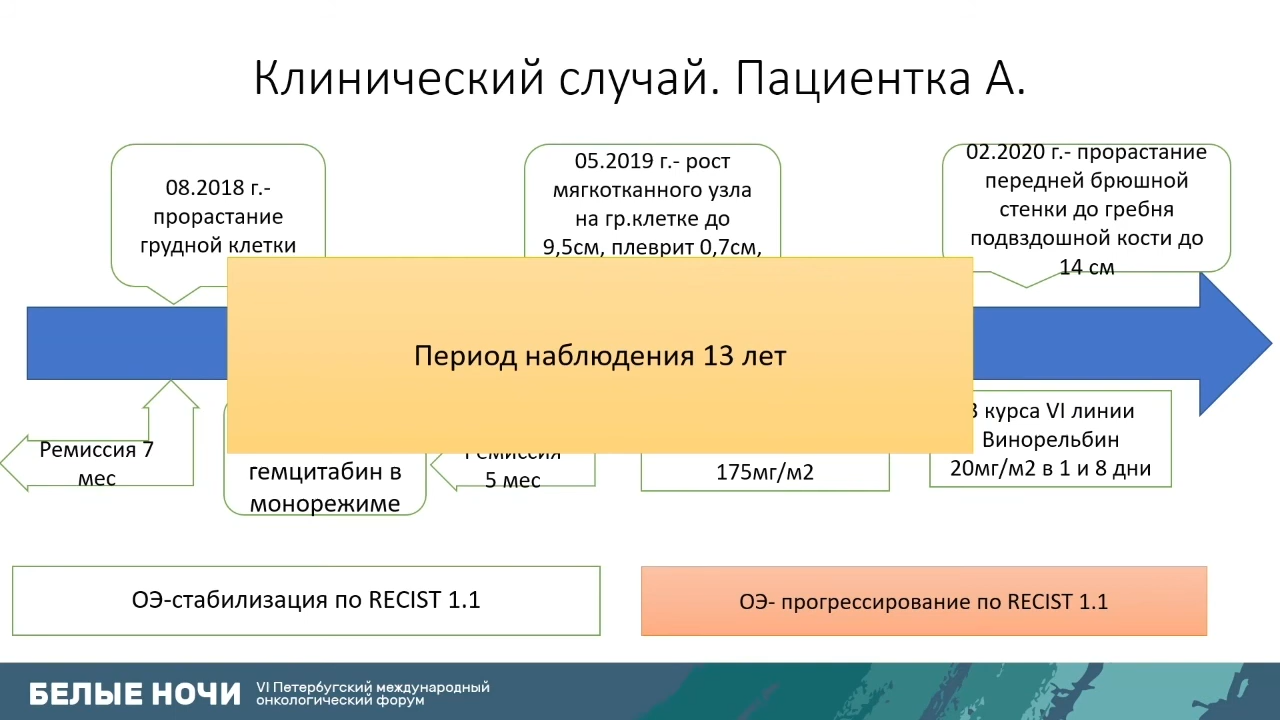 Клинический случай. Пациентка А.
08.2018 г.-
прорастание
грудной клетки
05.2019 г.- рост
мягкотканного узла
на гр.клетке до
9,5см, плеврит 0,7см,
02.2020 г.- прорастание
передней брюшной
стенки до гребня
подвздошной кости до
14 см
Период наблюдения 13 лет
Ремиссия 7
мес
гемцитабин в
монорежиме
Ремиссия
5 мес
175мг/м2
3 курса VI линии
Винорельбин
20мг/м2 в 1 и 8 дни
ОЭ-стабилизация по RECIST 1.1
ОЭ- прогрессирование по RECIST 1.1
БЕЛЫЕ НОЧИ
VI Петербургский международный
онкологический форум